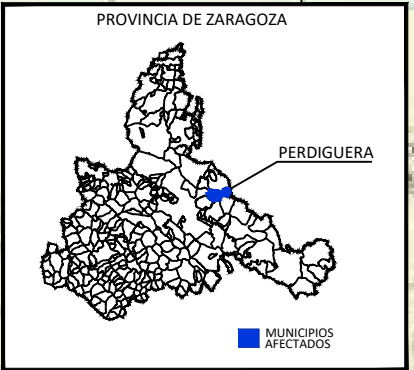 PROVINCIA DE ZARAGOZA
PERDIGUERA
MUNICIPIOS
AFECTADOS